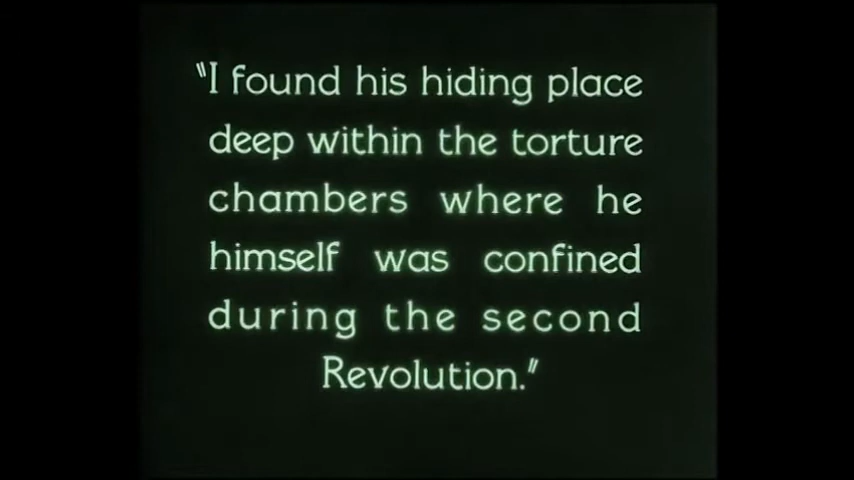 "I found his hiding place
deep within the torture
chambers where he
himself was confined
during the second
Revolution."